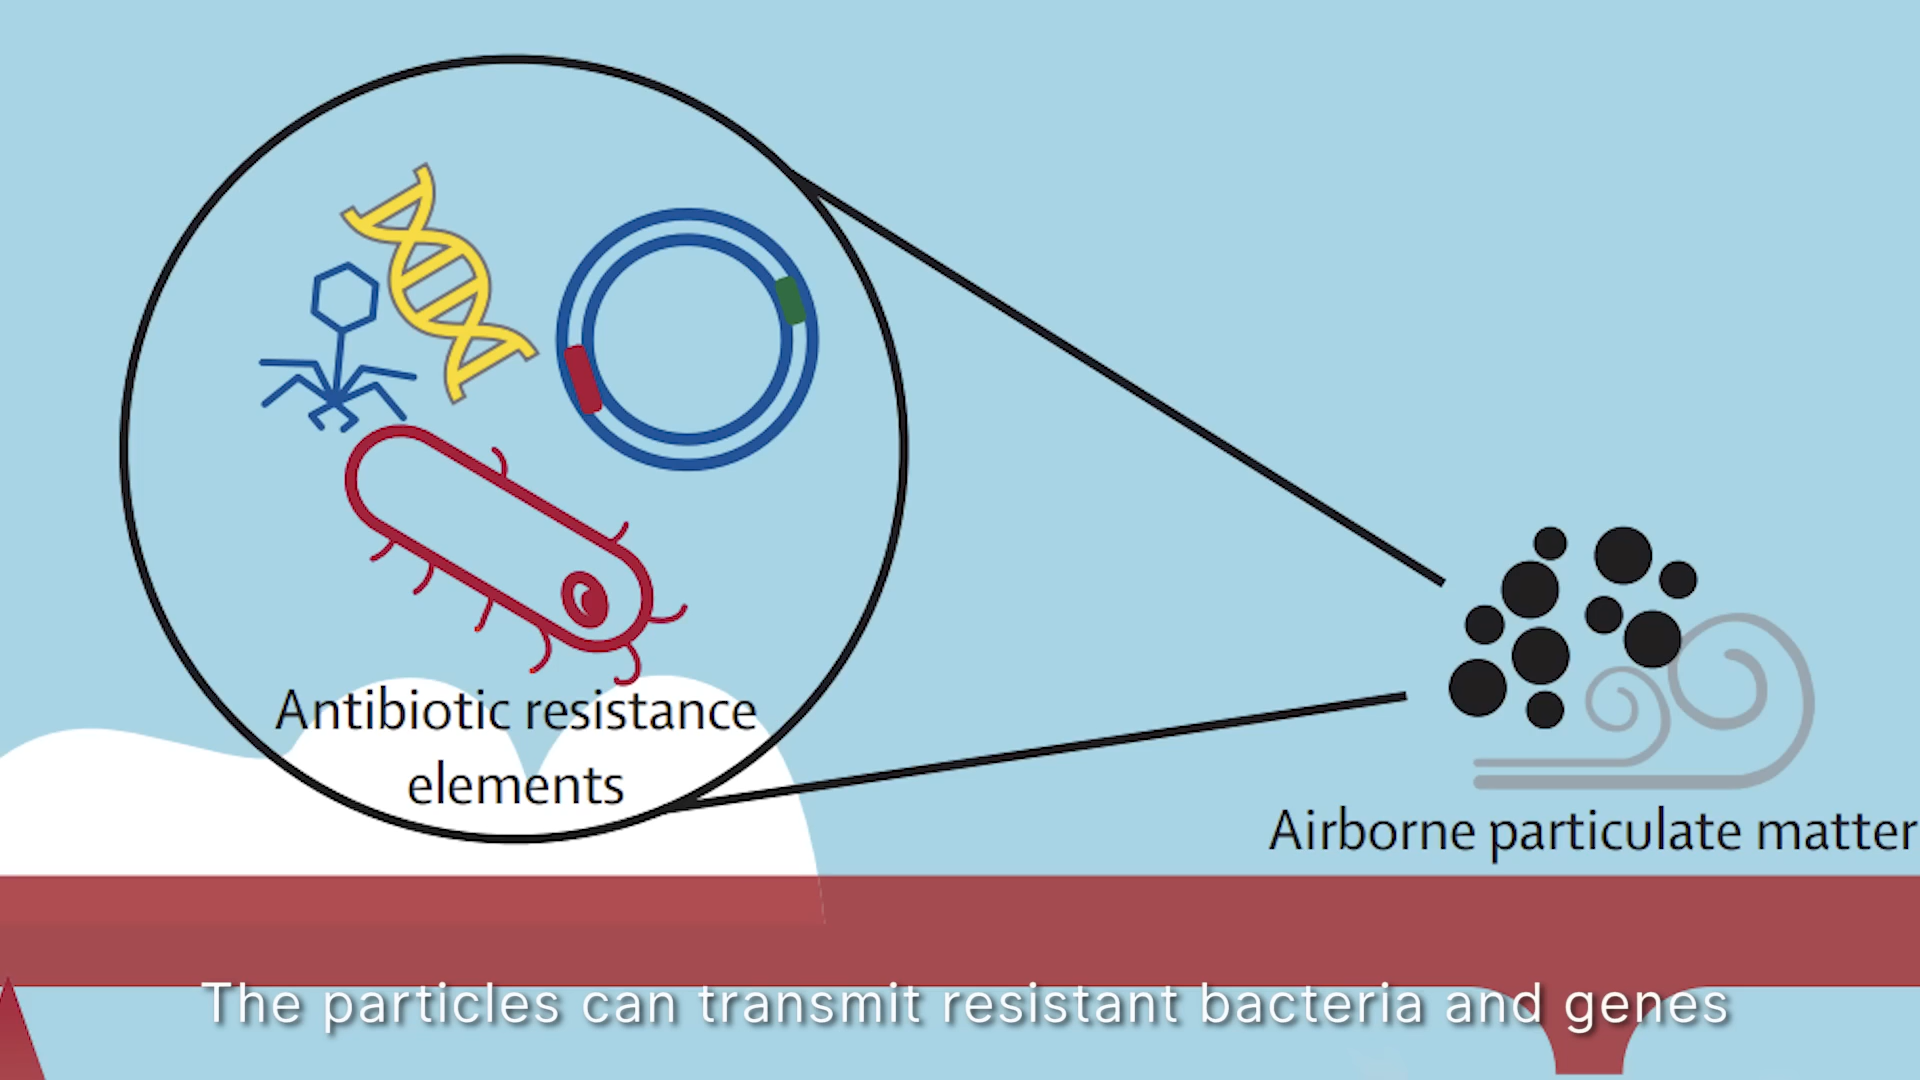 Antibiotic resistance
elements
Airborne particulate matter
The particles can transmit resistant bacteria and genes